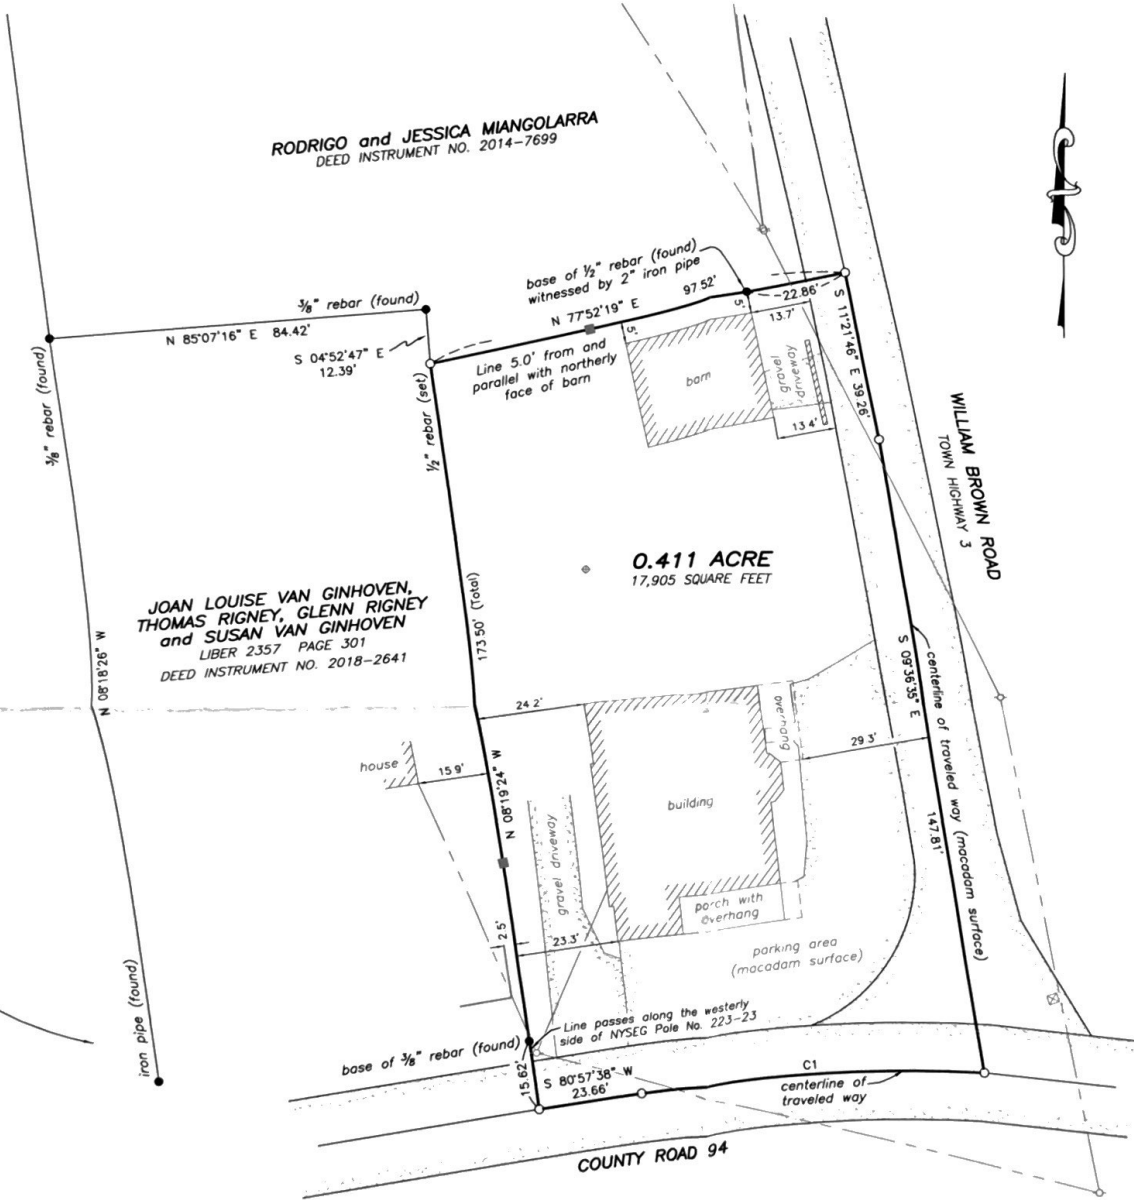 RODRIGO and JESSICA MIANGOLARRA
DEED INSTRUMENT NO. 2014-7699
base of ½" rebar (found)
witnessed by 2" iron pipe
97.52'
22.86'
N 77°52'19" E
5'
5'
13.7'
⅜" rebar (found)
N 85°07'16" E 84.42'
S 04°52'47" E
12.39'
Line 5.0' from and
parallel with northerly
face of barn
barn
gravel
driveway
13.4'
S 11°21'46" E 39.26'
⅜" rebar (found)
½" rebar (set)
WILLIAM BROWN ROAD
TOWN HIGHWAY 3
0.411 ACRE
17,905 SQUARE FEET
JOAN LOUISE VAN GINHOVEN,
THOMAS RIGNEY, GLENN RIGNEY
and SUSAN VAN GINHOVEN
LIBER 2357 PAGE 301
DEED INSTRUMENT NO. 2018-2641
173.50' (Total)
N 08°18'26" W
24.2'
overhang
29.3'
S 09°36'35" E
147.81'
centerline of traveled way (macadam surface)
house
15.9'
N 08°19'24" W
building
gravel driveway
porch with
overhang
2.5'
23.3'
parking area
(macadam surface)
iron pipe (found)
Line passes along the westerly
side of NYSEG Pole No. 223-23
base of ⅜" rebar (found)
15.62'
S 80°57'38" W
23.66'
C1
centerline of
traveled way
COUNTY ROAD 94